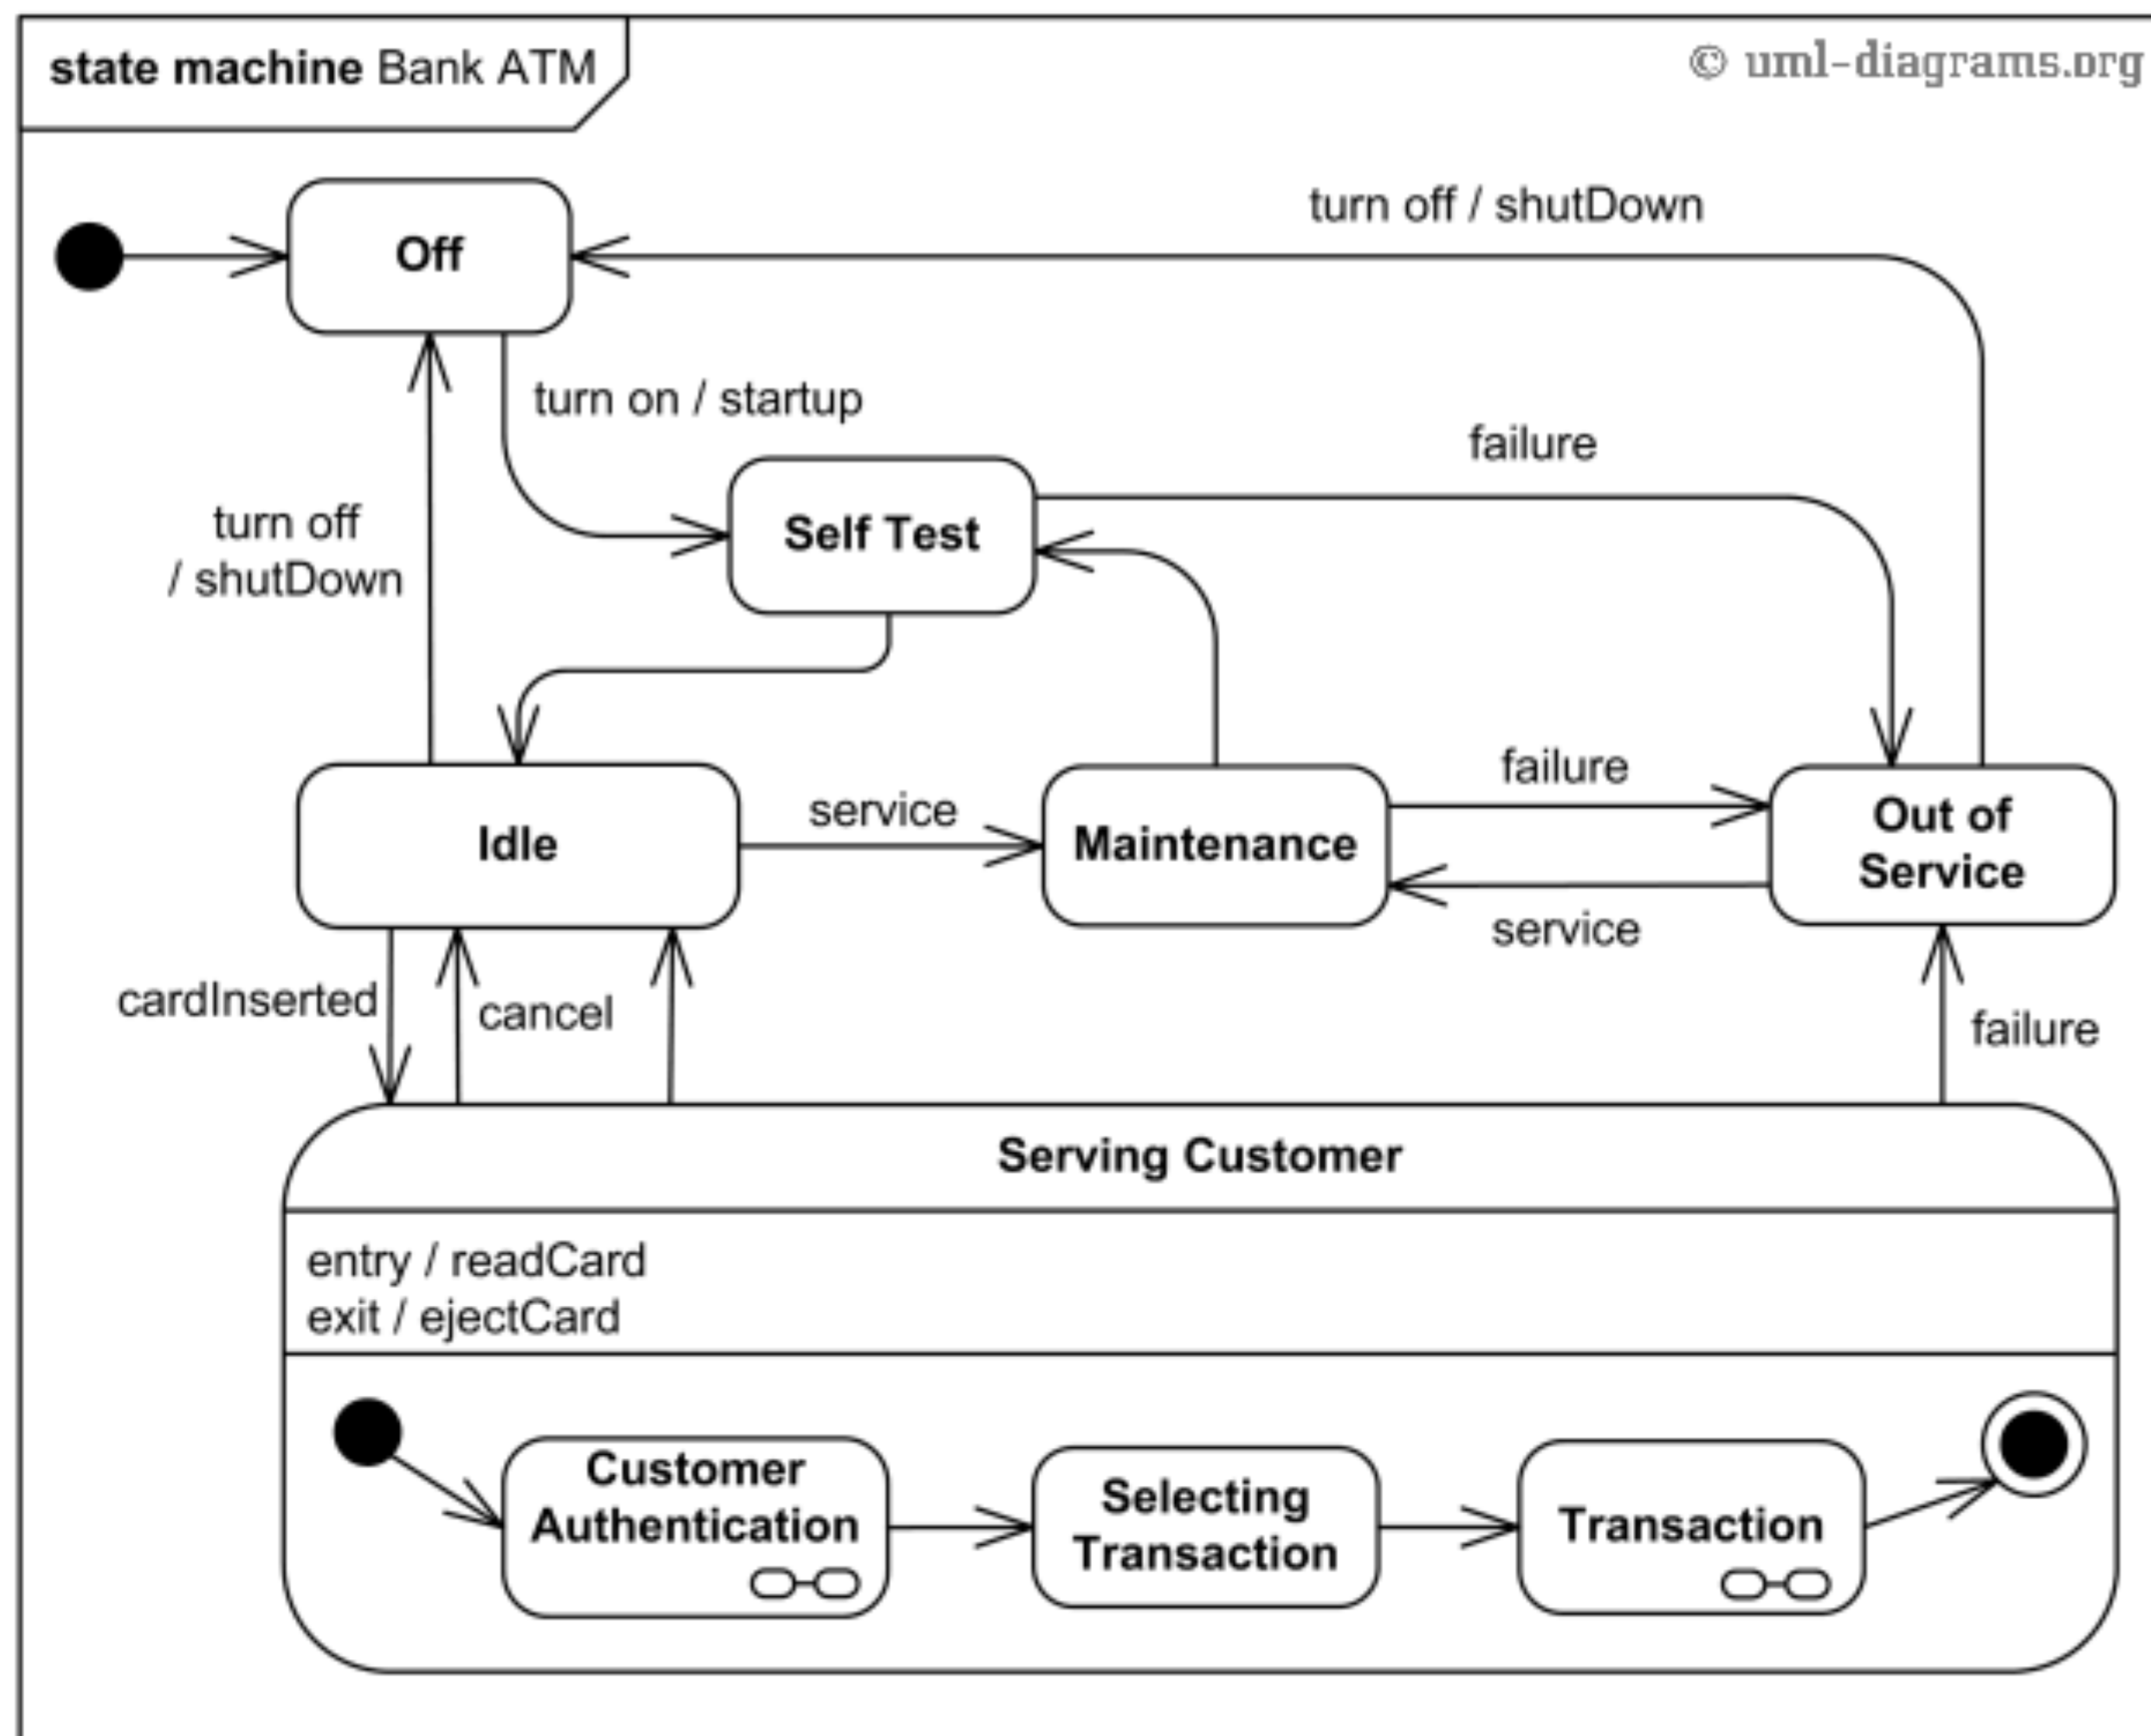 state machine Bank ATM
© uml-diagrams.org
turn off / shutDown
Off
turn on / startup
failure
turn off
/ shutDown
Self Test
Idle
service
Maintenance
failure
service
Out of
Service
cardInserted
cancel
failure
Serving Customer
entry / readCard
exit / ejectCard
Customer
Authentication
Selecting
Transaction
Transaction